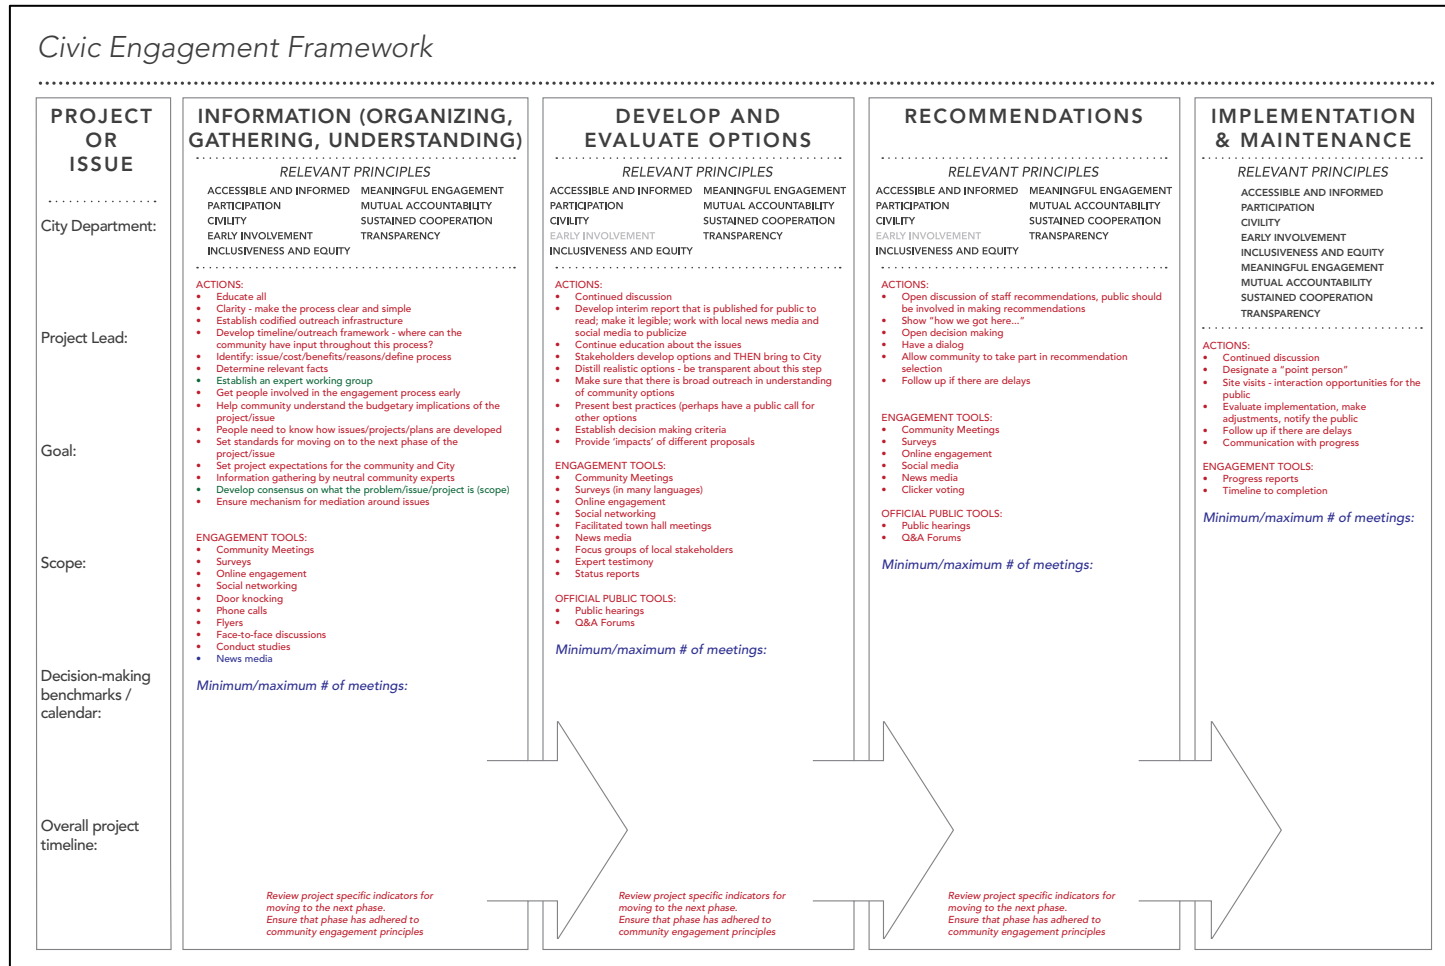 Civic Engagement Framework
PROJECT
OR
ISSUE
City Department:
Project Lead:
Goal:
Scope:
Decision-making
benchmarks /
calendar:
Overall project
timeline:
INFORMATION (ORGANIZING,
GATHERING, UNDERSTANDING)
RELEVANT PRINCIPLES
ACCESSIBLE AND INFORMED
PARTICIPATION
CIVILITY
EARLY INVOLVEMENT
INCLUSIVENESS AND EQUITY
MEANINGFUL ENGAGEMENT
MUTUAL ACCOUNTABILITY
SUSTAINED COOPERATION
TRANSPARENCY
ACTIONS:
• Educate all
• Clarity - make the process clear and simple
• Establish codified outreach infrastructure
• Develop timeline/outreach framework - where can the
community have input throughout this process?
• Identify: issue/cost/benefits/reasons/define process
• Determine relevant facts
• Establish an expert working group
• Get people involved in the engagement process early
• Help community understand the budgetary implications of the
project/issue
• People need to know how issues/projects/plans are developed
• Set standards for moving on to the next phase of the
project/issue
• Set project expectations for the community and City
• Information gathering by neutral community experts
• Develop consensus on what the problem/issue/project is (scope)
• Ensure mechanism for mediation around issues
ENGAGEMENT TOOLS:
• Community Meetings
• Surveys
• Online engagement
• Social networking
• Door knocking
• Phone calls
• Flyers
• Face-to-face discussions
• Conduct studies
• News media
Minimum/maximum # of meetings:
Review project specific indicators for
moving to the next phase.
Ensure that phase has adhered to
community engagement principles
DEVELOP AND
EVALUATE OPTIONS
RELEVANT PRINCIPLES
ACCESSIBLE AND INFORMED
PARTICIPATION
CIVILITY
EARLY INVOLVEMENT
INCLUSIVENESS AND EQUITY
MEANINGFUL ENGAGEMENT
MUTUAL ACCOUNTABILITY
SUSTAINED COOPERATION
TRANSPARENCY
ACTIONS:
• Continued discussion
• Develop interim report that is published for public to
read; make it legible; work with local news media and
social media to publicize
• Continue education about the issues
• Stakeholders develop options and THEN bring to City
• Distill realistic options - be transparent about this step
• Make sure that there is broad outreach in understanding
of community options
• Present best practices (perhaps have a public call for
other options
• Establish decision making criteria
• Provide 'impacts' of different proposals
ENGAGEMENT TOOLS:
• Community Meetings
• Surveys (in many languages)
• Online engagement
• Social networking
• Facilitated town hall meetings
• News media
• Focus groups of local stakeholders
• Expert testimony
• Status reports
OFFICIAL PUBLIC TOOLS:
• Public hearings
• Q&A Forums
Minimum/maximum # of meetings:
Review project specific indicators for
moving to the next phase.
Ensure that phase has adhered to
community engagement principles
RECOMMENDATIONS
RELEVANT PRINCIPLES
ACCESSIBLE AND INFORMED
PARTICIPATION
CIVILITY
EARLY INVOLVEMENT
INCLUSIVENESS AND EQUITY
MEANINGFUL ENGAGEMENT
MUTUAL ACCOUNTABILITY
SUSTAINED COOPERATION
TRANSPARENCY
ACTIONS:
• Open discussion of staff recommendations, public should
be involved in making recommendations
• Show "how we got here..."
• Open decision making
• Have a dialog
• Allow community to take part in recommendation
selection
• Follow up if there are delays
ENGAGEMENT TOOLS:
• Community Meetings
• Surveys
• Online engagement
• Social media
• News media
• Clicker voting
OFFICIAL PUBLIC TOOLS:
• Public hearings
• Q&A Forums
Minimum/maximum # of meetings:
Review project specific indicators for
moving to the next phase.
Ensure that phase has adhered to
community engagement principles
IMPLEMENTATION
& MAINTENANCE
RELEVANT PRINCIPLES
ACCESSIBLE AND INFORMED
PARTICIPATION
CIVILITY
EARLY INVOLVEMENT
INCLUSIVENESS AND EQUITY
MEANINGFUL ENGAGEMENT
MUTUAL ACCOUNTABILITY
SUSTAINED COOPERATION
TRANSPARENCY
ACTIONS:
• Continued discussion
• Designate a "point person"
• Site visits - interaction opportunities for the
public
• Evaluate implementation, make
adjustments, notify the public
• Follow up if there are delays
• Communication with progress
ENGAGEMENT TOOLS:
• Progress reports
• Timeline to completion
Minimum/maximum # of meetings: